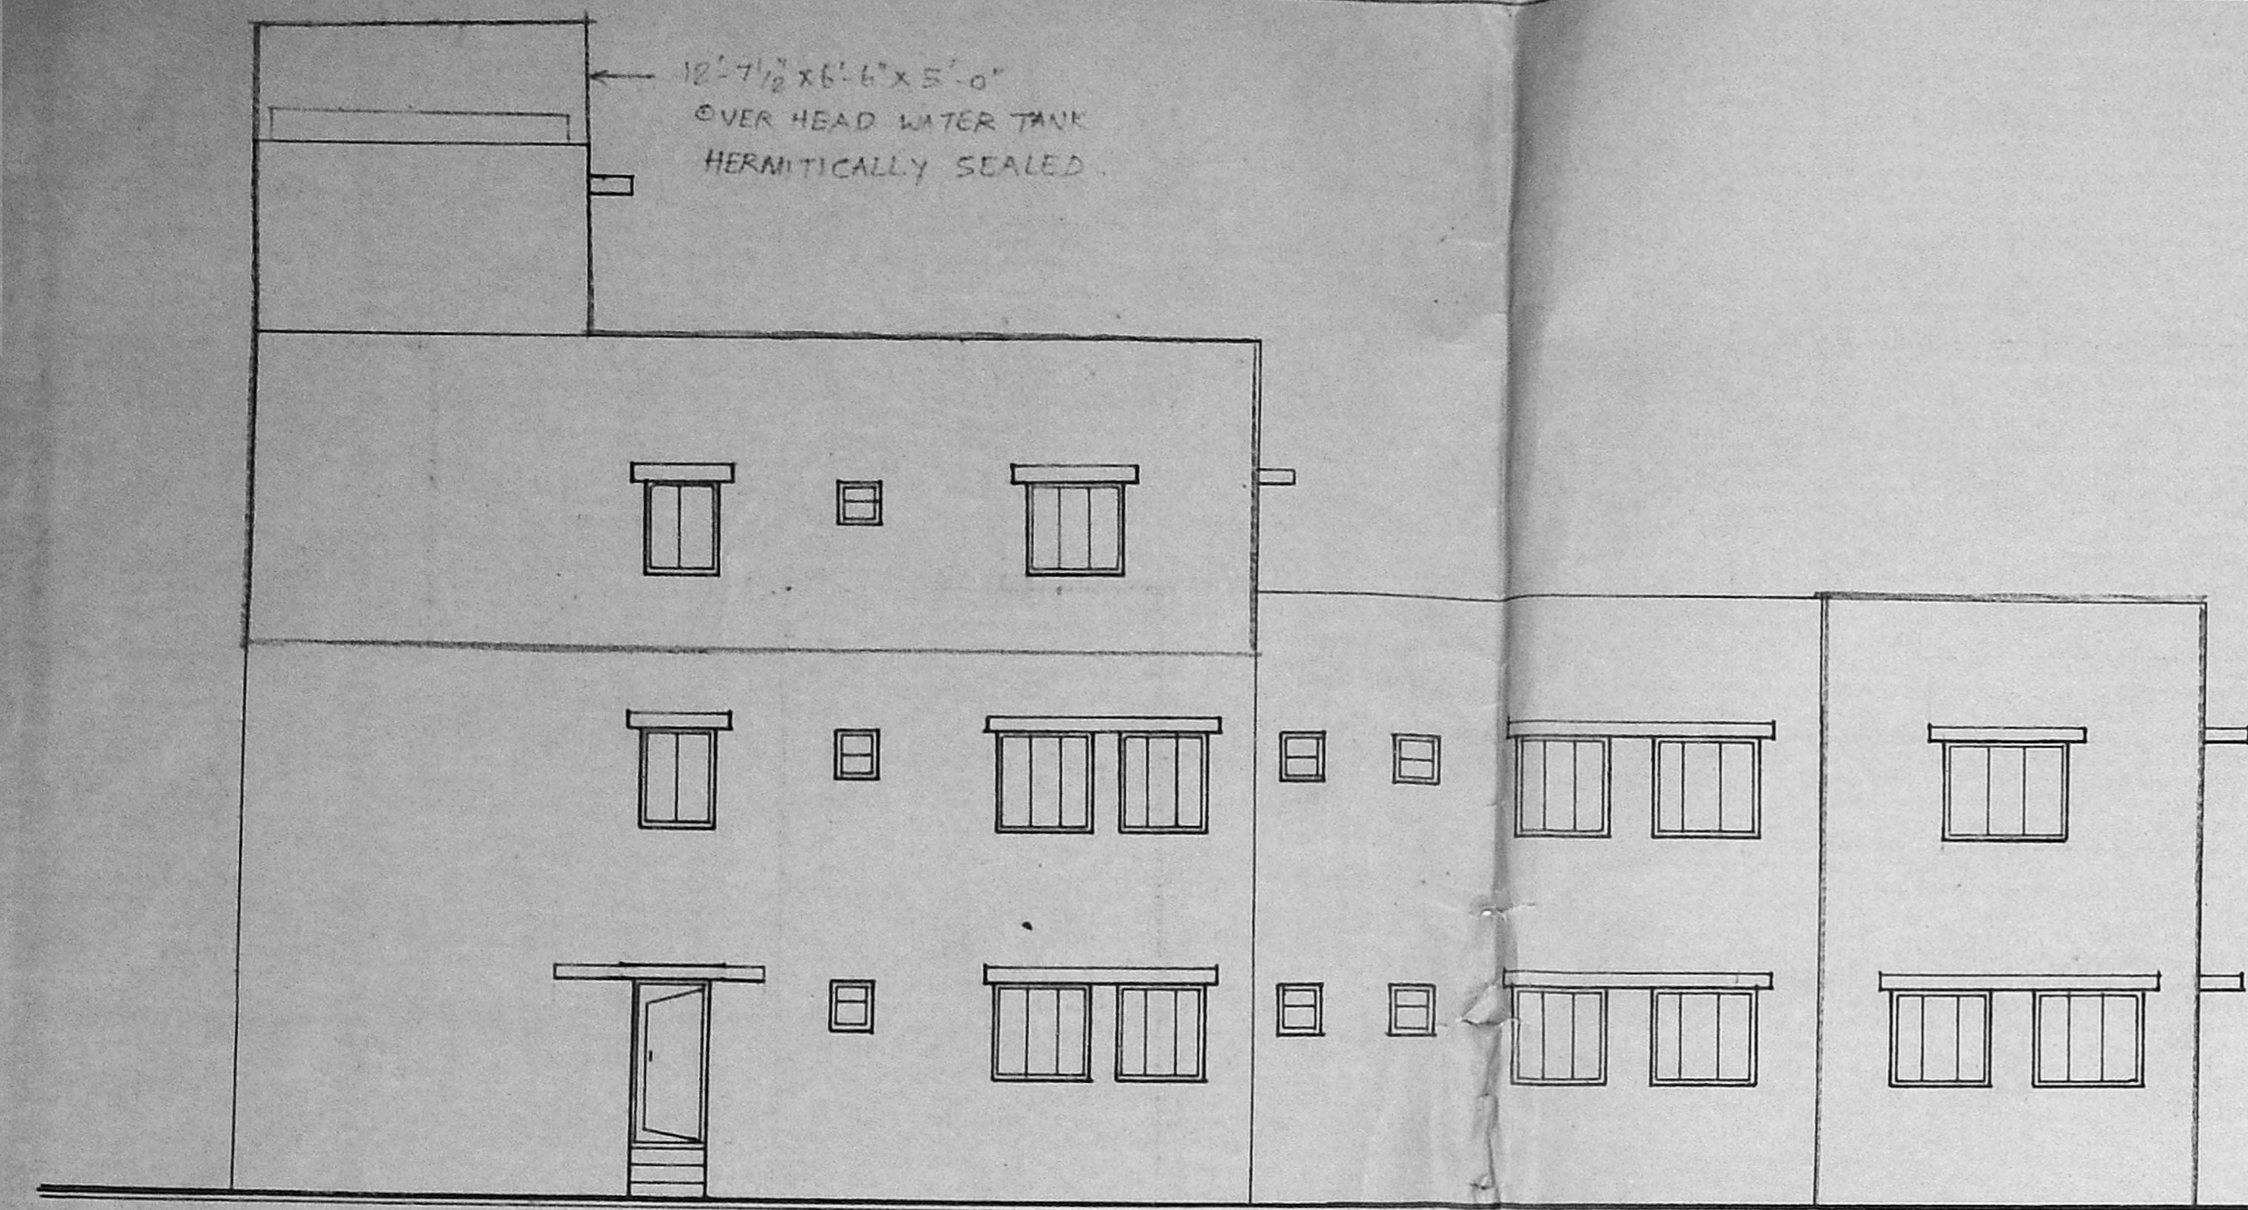 12'-7½" x 6'-6" x 5'-0"
OVER HEAD WATER TANK
HERMITICALLY SEALED.